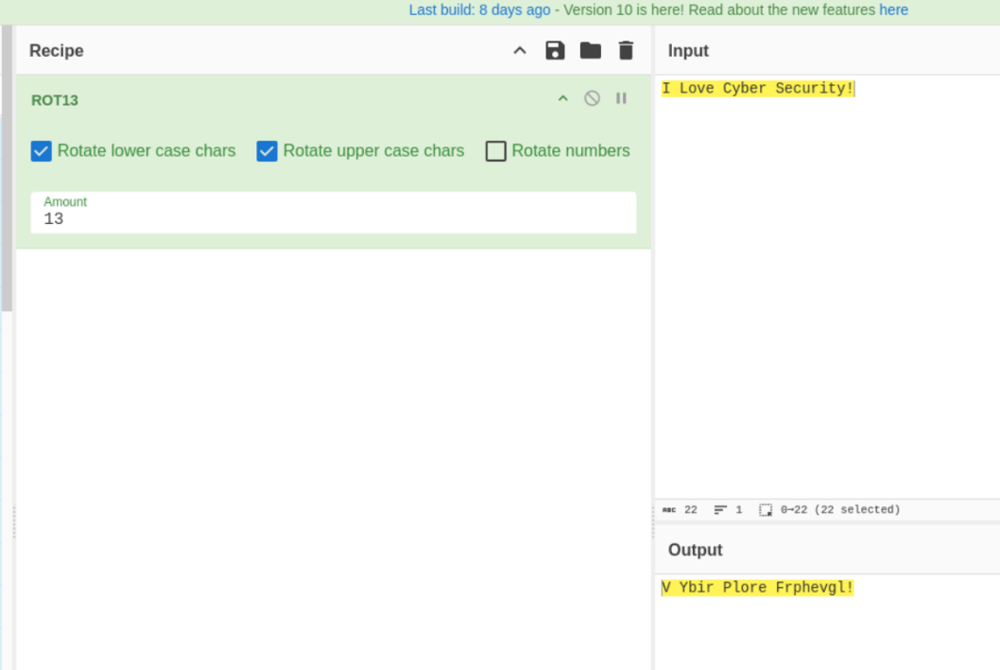 Last build: 8 days ago - Version 10 is here! Read about the new features here
Recipe
ROT13
Rotate lower case chars Rotate upper case chars Rotate numbers
Amount
13
Input
I Love Cyber Security!
ABC 22 1 0→22 (22 selected)
Output
V Ybir Plore Frphevgl!